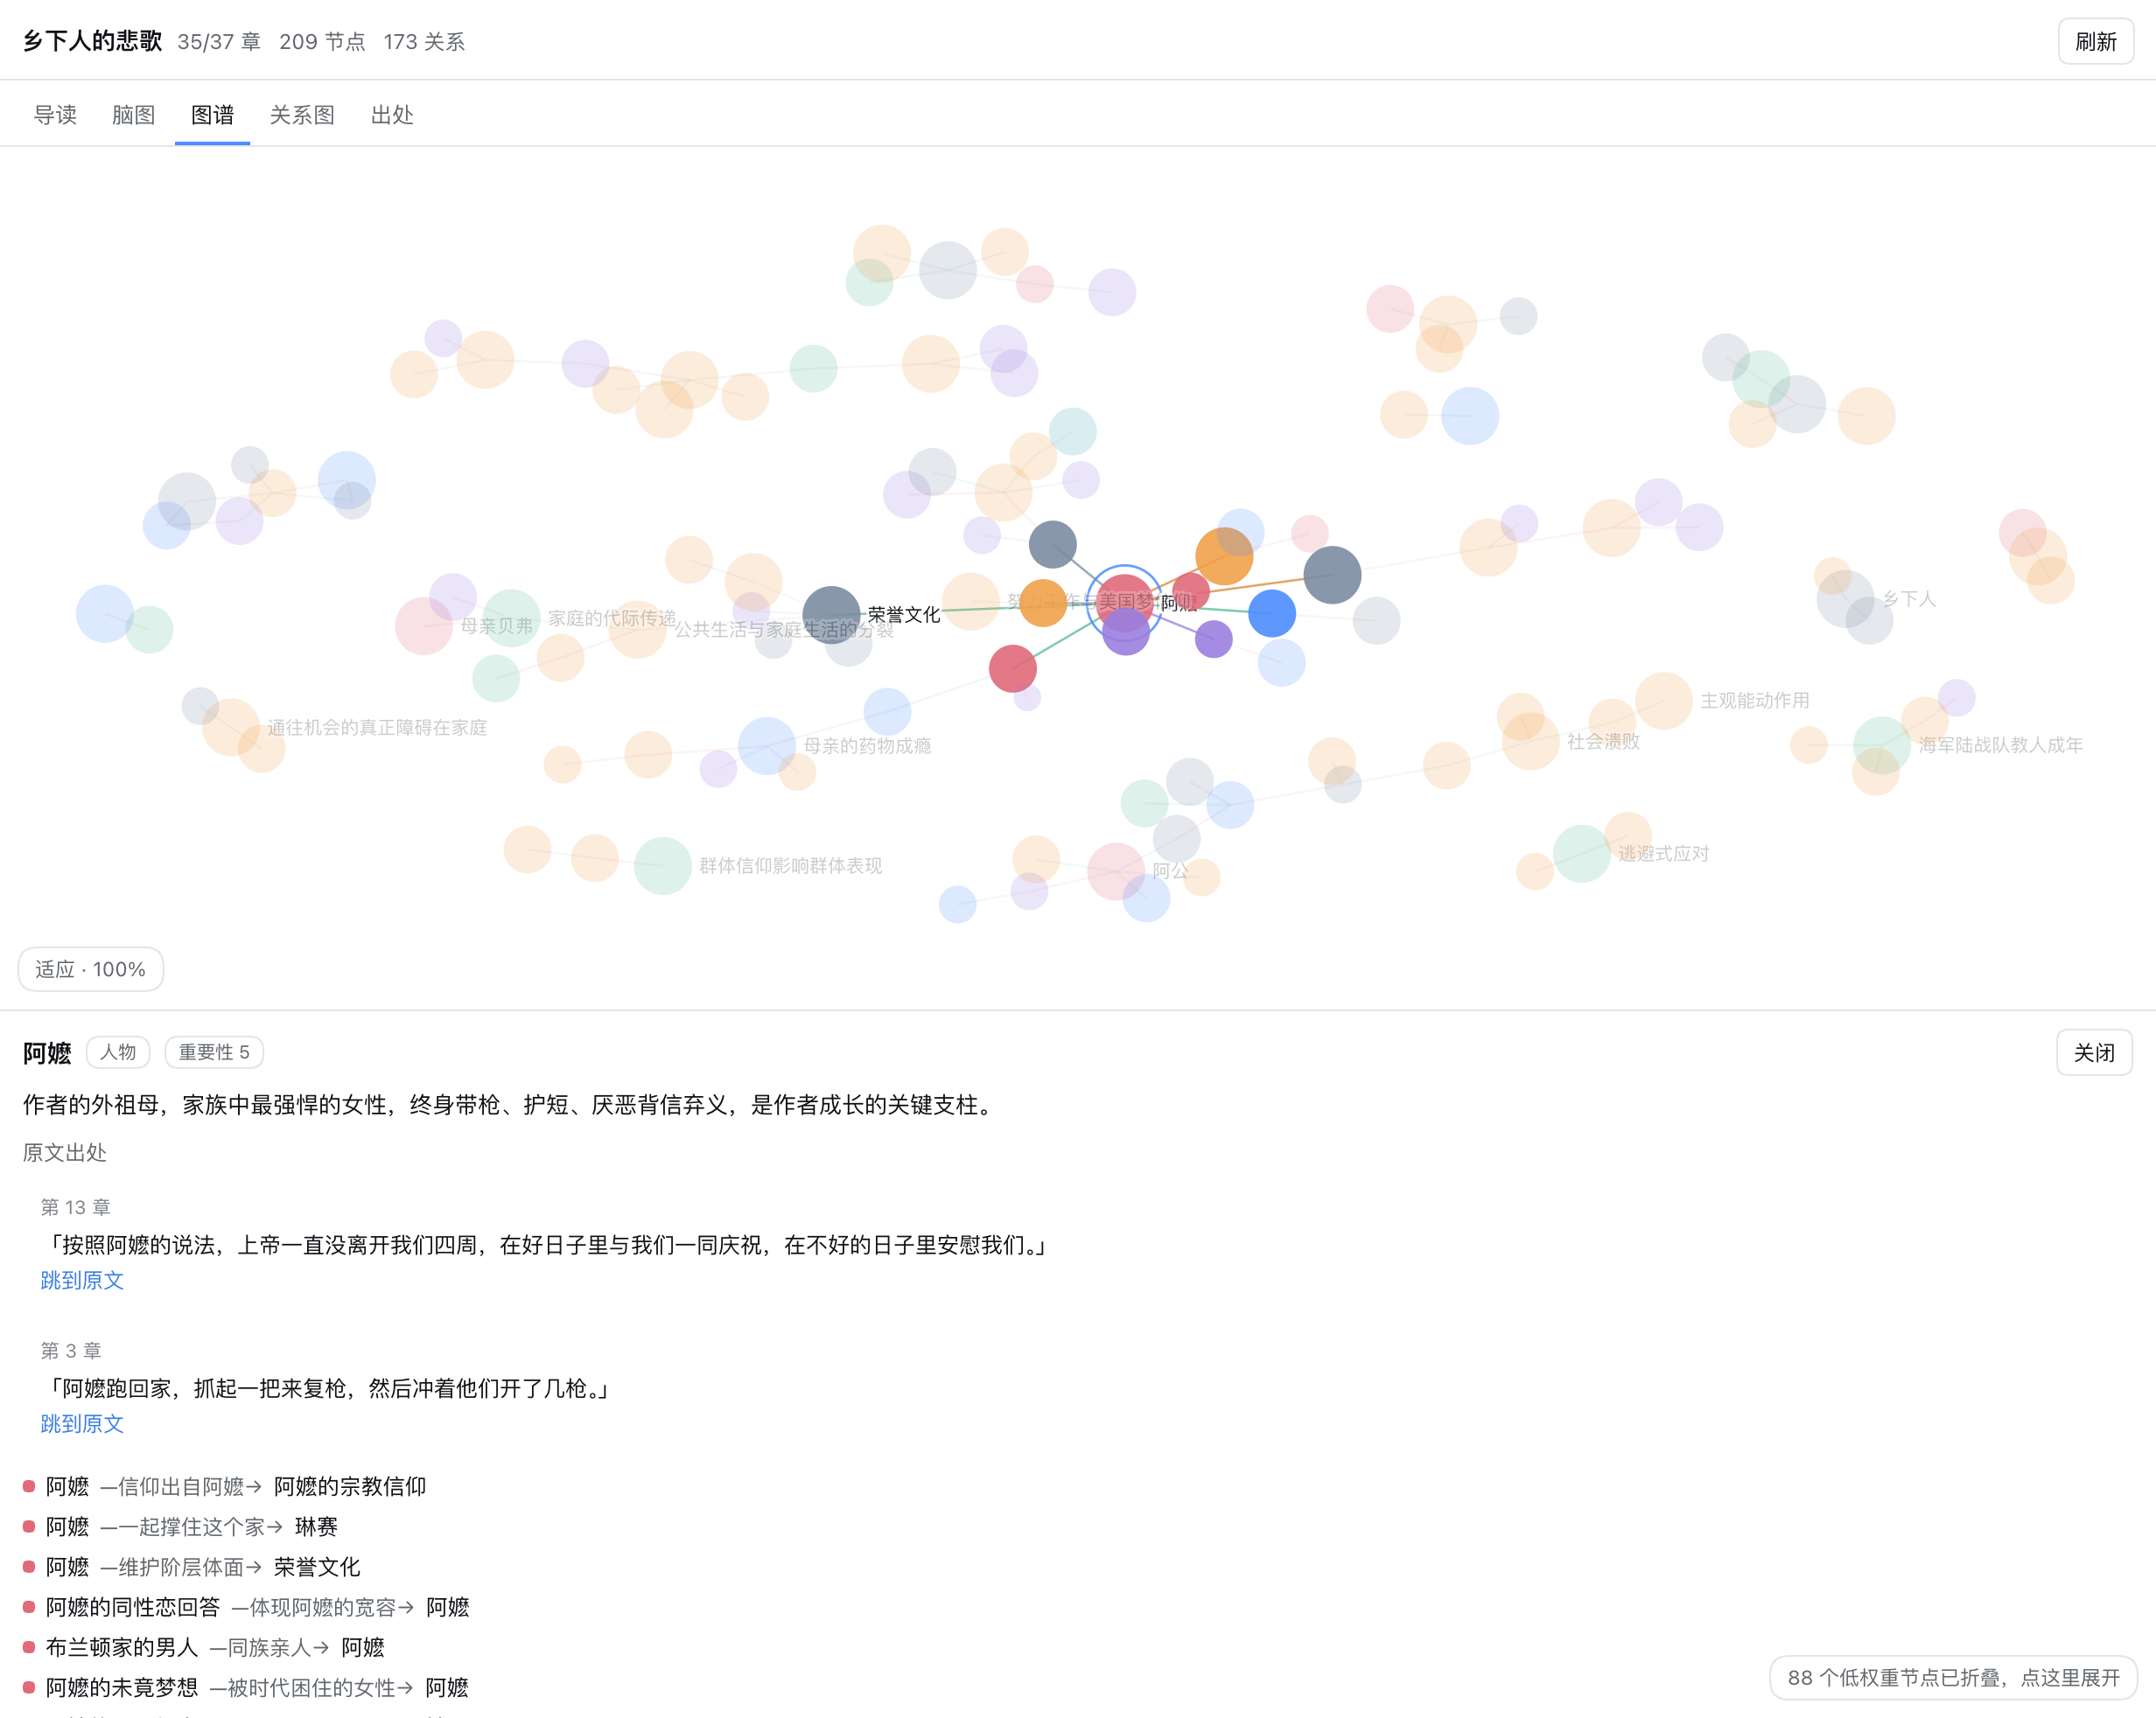 乡下人的悲歌 35/37 章 209 节点 173 关系
刷新
导读 脑图 图谱 关系图 出处
努力工作与美国梦 阿嬷
荣誉文化
家庭的代际传递
母亲贝弗
公共生活与家庭生活的分裂
乡下人
主观能动作用
通往机会的真正障碍在家庭
母亲的药物成瘾
社会溃败
海军陆战队教人成年
群体信仰影响群体表现
阿公
逃避式应对
适应 · 100%
阿嬷 人物 重要性 5
关闭
作者的外祖母，家族中最强悍的女性，终身带枪、护短、厌恶背信弃义，是作者成长的关键支柱。
原文出处
第 13 章
「按照阿嬷的说法，上帝一直没离开我们四周，在好日子里与我们一同庆祝，在不好的日子里安慰我们。」
跳到原文
第 3 章
「阿嬷跑回家，抓起一把来复枪，然后冲着他们开了几枪。」
跳到原文
阿嬷 —信仰出自阿嬷→ 阿嬷的宗教信仰
阿嬷 —一起撑住这个家→ 琳赛
阿嬷 —维护阶层体面→ 荣誉文化
阿嬷的同性恋回答 —体现阿嬷的宽容→ 阿嬷
布兰顿家的男人 —同族亲人→ 阿嬷
阿嬷的未竟梦想 —被时代困住的女性→ 阿嬷
88 个低权重节点已折叠，点这里展开